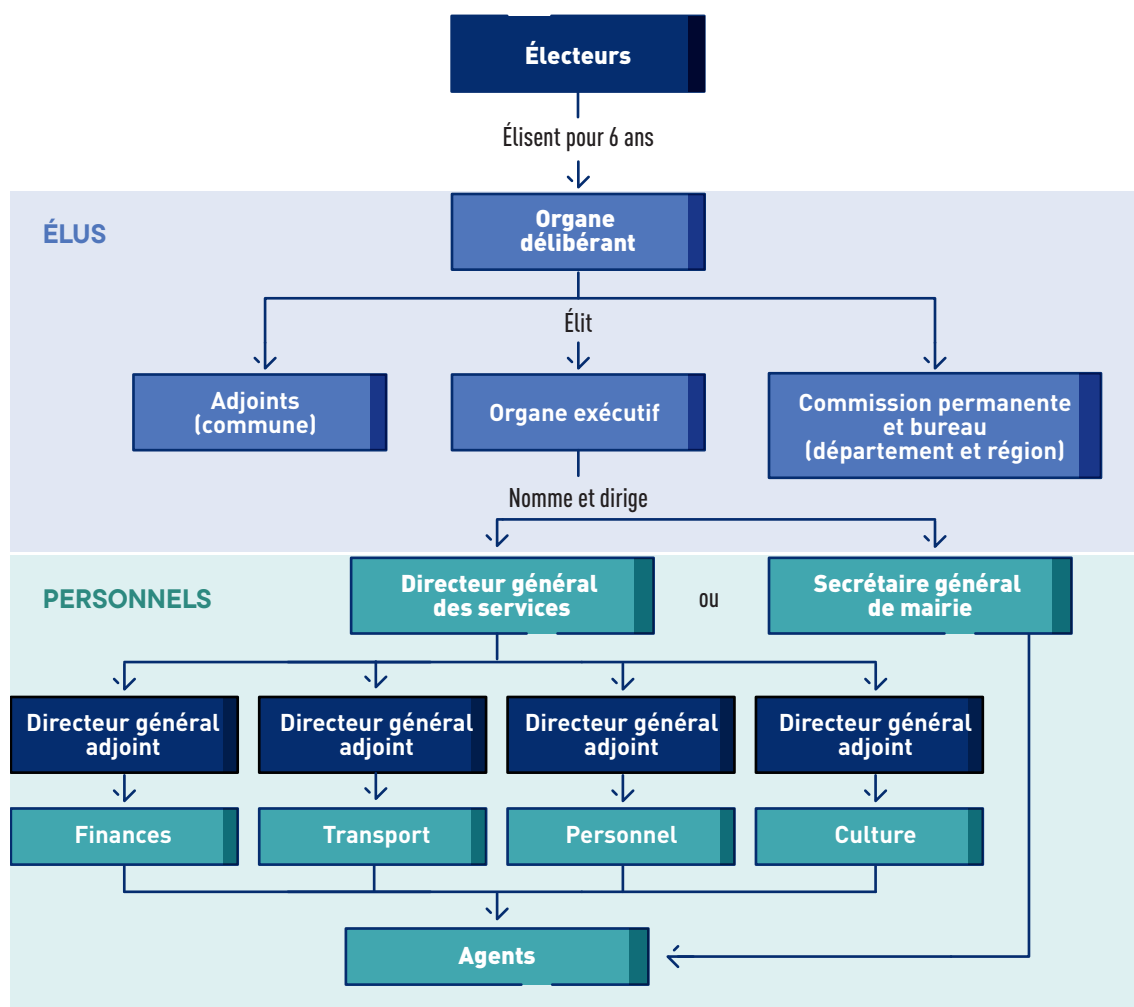 Électeurs
Élisent pour 6 ans
ÉLUS
Organe
délibérant
Élit
Adjoints
(commune)
Organe exécutif
Commission permanente
et bureau
(département et région)
Nomme et dirige
PERSONNELS
Directeur général
des services
ou
Secrétaire général
de mairie
Directeur général
adjoint
Directeur général
adjoint
Directeur général
adjoint
Directeur général
adjoint
Finances
Transport
Personnel
Culture
Agents